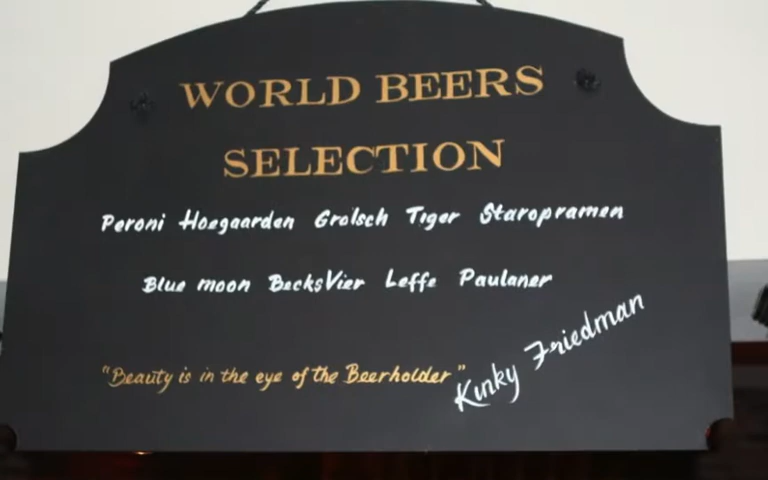 WORLD BEERS
SELECTION
Peroni Hoegaarden Grolsch Tiger Staropramen
Blue moon BecksVier Leffe Paulaner
"Beauty is in the eye of the Beerholder"
Kinky Friedman